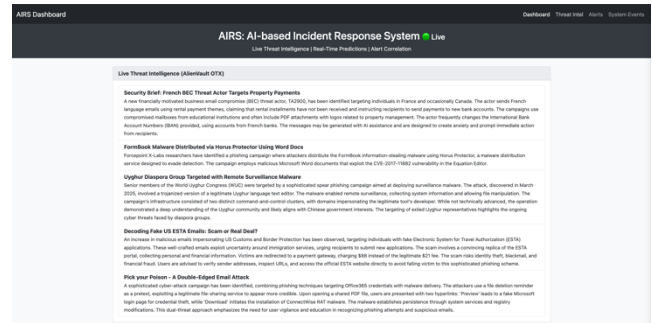 AIRS Dashboard
Dashboard Threat Intel Alerts System Events
AIRS: AI-based Incident Response System Live
Live Threat Intelligence | Real-Time Predictions | Alert Correlation
Live Threat Intelligence (AlienVault OTX)
Security Brief: French BEC Threat Actor Targets Property Payments
A new financially motivated business email compromise (BEC) threat actor, TA2900, has been identified targeting individuals in France and occasionally Canada. The actor sends French
language emails using rental payment themes, claiming that rental installments have not been received and instructing recipients to send payments to new bank accounts. The campaigns use
compromised mailboxes from educational institutions and often include PDF attachments with logos related to property management. The actor frequently changes the International Bank
Account Numbers (IBAN) provided, using accounts from French banks. The messages may be generated with AI assistance and are designed to create anxiety and prompt immediate action
from recipients.
FormBook Malware Distributed via Horus Protector Using Word Docs
Forcepoint X-Labs researchers have identified a phishing campaign where attackers distribute the FormBook information-stealing malware using Horus Protector, a malware distribution
service designed to evade detection. The campaign employs malicious Microsoft Word documents that exploit the CVE-2017-11882 vulnerability in the Equation Editor.
Uyghur Diaspora Group Targeted with Remote Surveillance Malware
Senior members of the World Uyghur Congress (WUC) were targeted by a sophisticated spear phishing campaign aimed at deploying surveillance malware. The attack, discovered in March
2025, involved a trojanized version of a legitimate Uyghur language text editor. The malware enabled remote surveillance, collecting system information and allowing file manipulation. The
campaign's infrastructure consisted of two distinct command-and-control clusters, with domains impersonating the legitimate tool's developer. While not technically advanced, the operation
demonstrated a deep understanding of the Uyghur community and likely aligns with Chinese government interests. The targeting of exiled Uyghur representatives highlights the ongoing
cyber threats faced by diaspora groups.
Decoding Fake US ESTA Emails: Scam or Real Deal?
An increase in malicious emails impersonating US Customs and Border Protection has been observed, targeting individuals with fake Electronic System for Travel Authorization (ESTA)
applications. These well-crafted emails exploit uncertainty around immigration services, urging recipients to submit new applications. The scam involves a convincing replica of the ESTA
portal, collecting personal and financial information. Victims are redirected to a payment gateway, charging $88 instead of the legitimate $21 fee. The scam risks identity theft, blackmail, and
financial fraud. Users are advised to verify sender addresses, inspect URLs, and access the official ESTA website directly to avoid falling victim to this sophisticated phishing scheme.
Pick your Poison - A Double-Edged Email Attack
A sophisticated cyber-attack campaign has been identified, combining phishing techniques targeting Office365 credentials with malware delivery. The attackers use a file deletion reminder
as a pretext, exploiting a legitimate file-sharing service to appear more credible. Upon opening a shared PDF file, users are presented with two hyperlinks: 'Preview' leads to a fake Microsoft
login page for credential theft, while 'Download' initiates the installation of ConnectWise RAT malware. The malware establishes persistence through system services and registry
modifications. This dual-threat approach emphasizes the need for user vigilance and education in recognizing phishing attempts and suspicious emails.